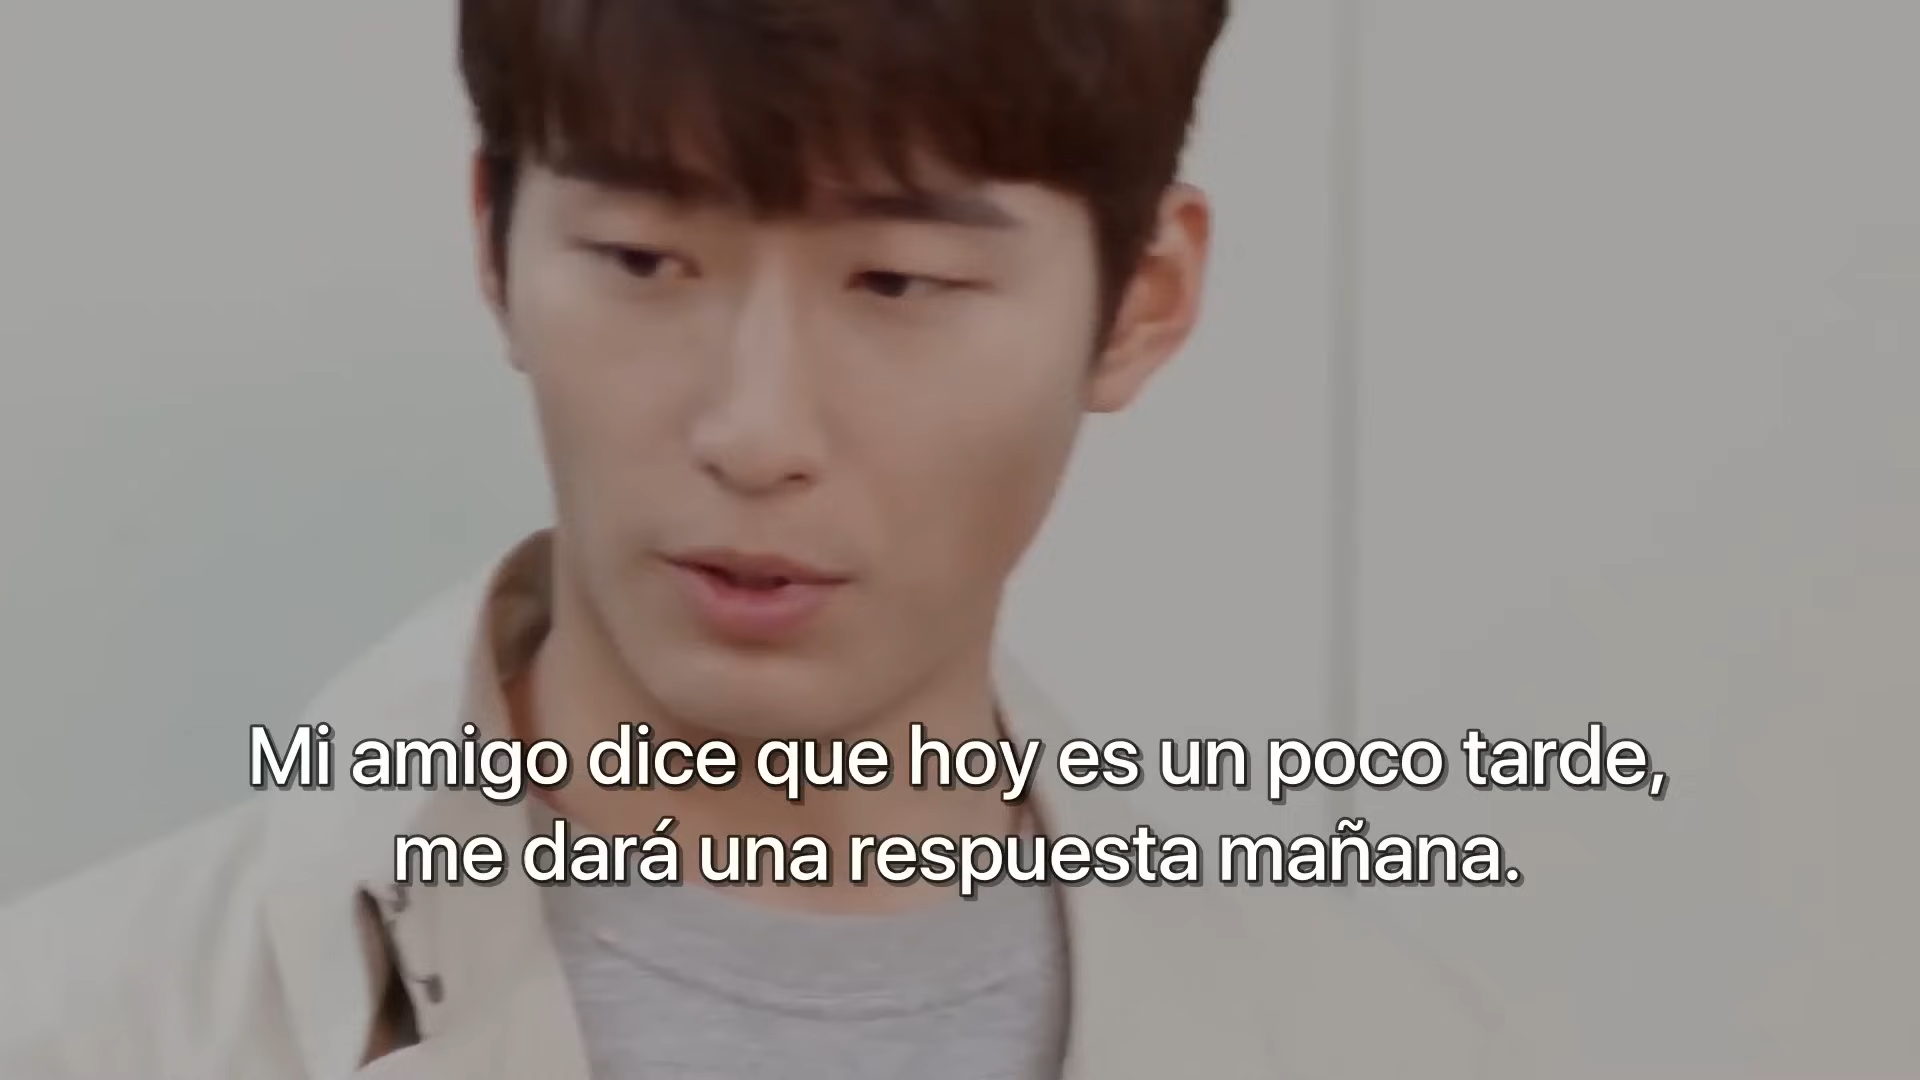 Mi amigo dice que hoy es un poco tarde,
me dará una respuesta mañana.